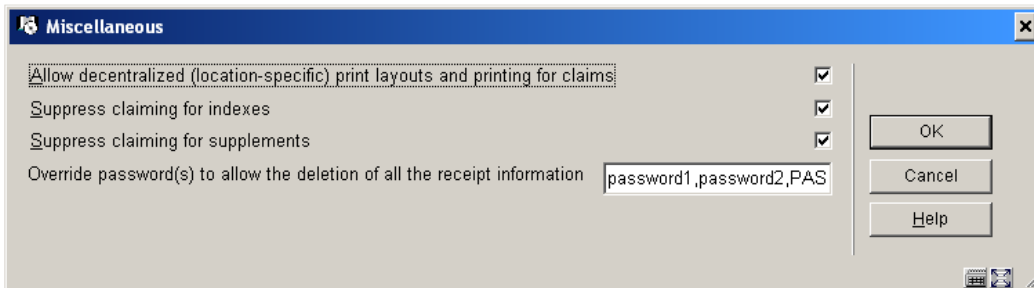 Miscellaneous
Allow decentralized (location-specific) print layouts and printing for claims
Suppress claiming for indexes
Suppress claiming for supplements
Override password(s) to allow the deletion of all the receipt information password1,password2,PAS
OK
Cancel
Help